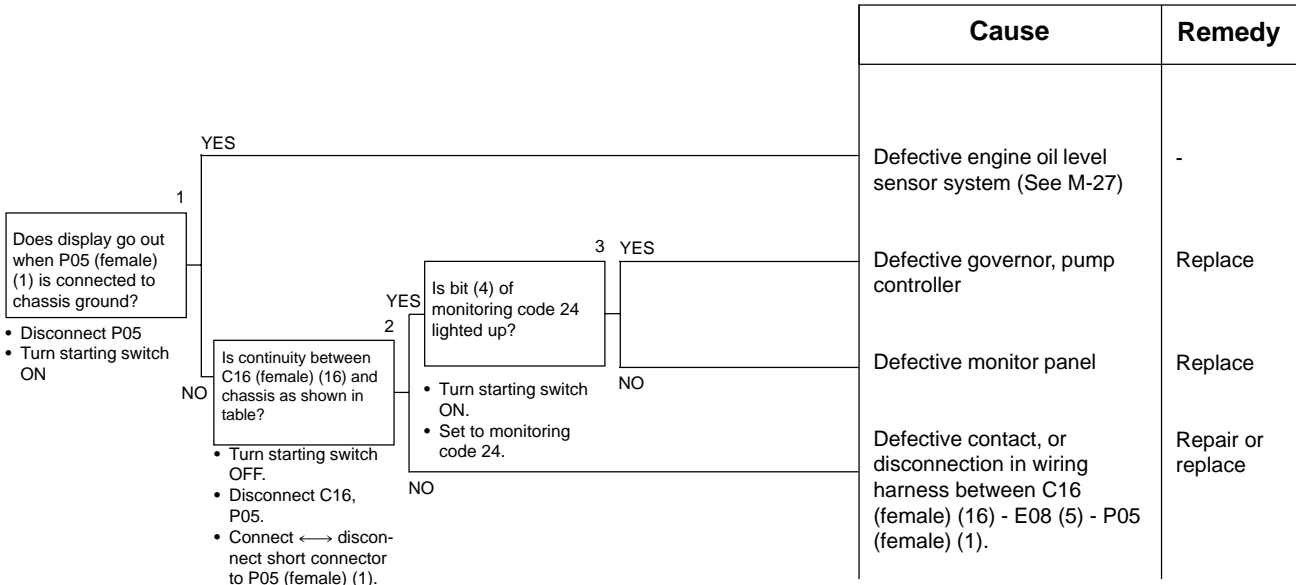 Cause
Remedy
YES
Defective engine oil level
sensor system (See M-27)
-
1
Does display go out
when P05 (female)
(1) is connected to
chassis ground?
• Disconnect P05
• Turn starting switch
ON
NO
2
Is continuity between
C16 (female) (16) and
chassis as shown in
table?
• Turn starting switch
OFF.
• Disconnect C16,
P05.
• Connect ⟷ discon-
nect short connector
to P05 (female) (1).
YES
3
Is bit (4) of
monitoring code 24
lighted up?
• Turn starting switch
ON.
• Set to monitoring
code 24.
YES
Defective governor, pump
controller
Replace
NO
Defective monitor panel
Replace
NO
Defective contact, or
disconnection in wiring
harness between C16
(female) (16) - E08 (5) - P05
(female) (1).
Repair or
replace